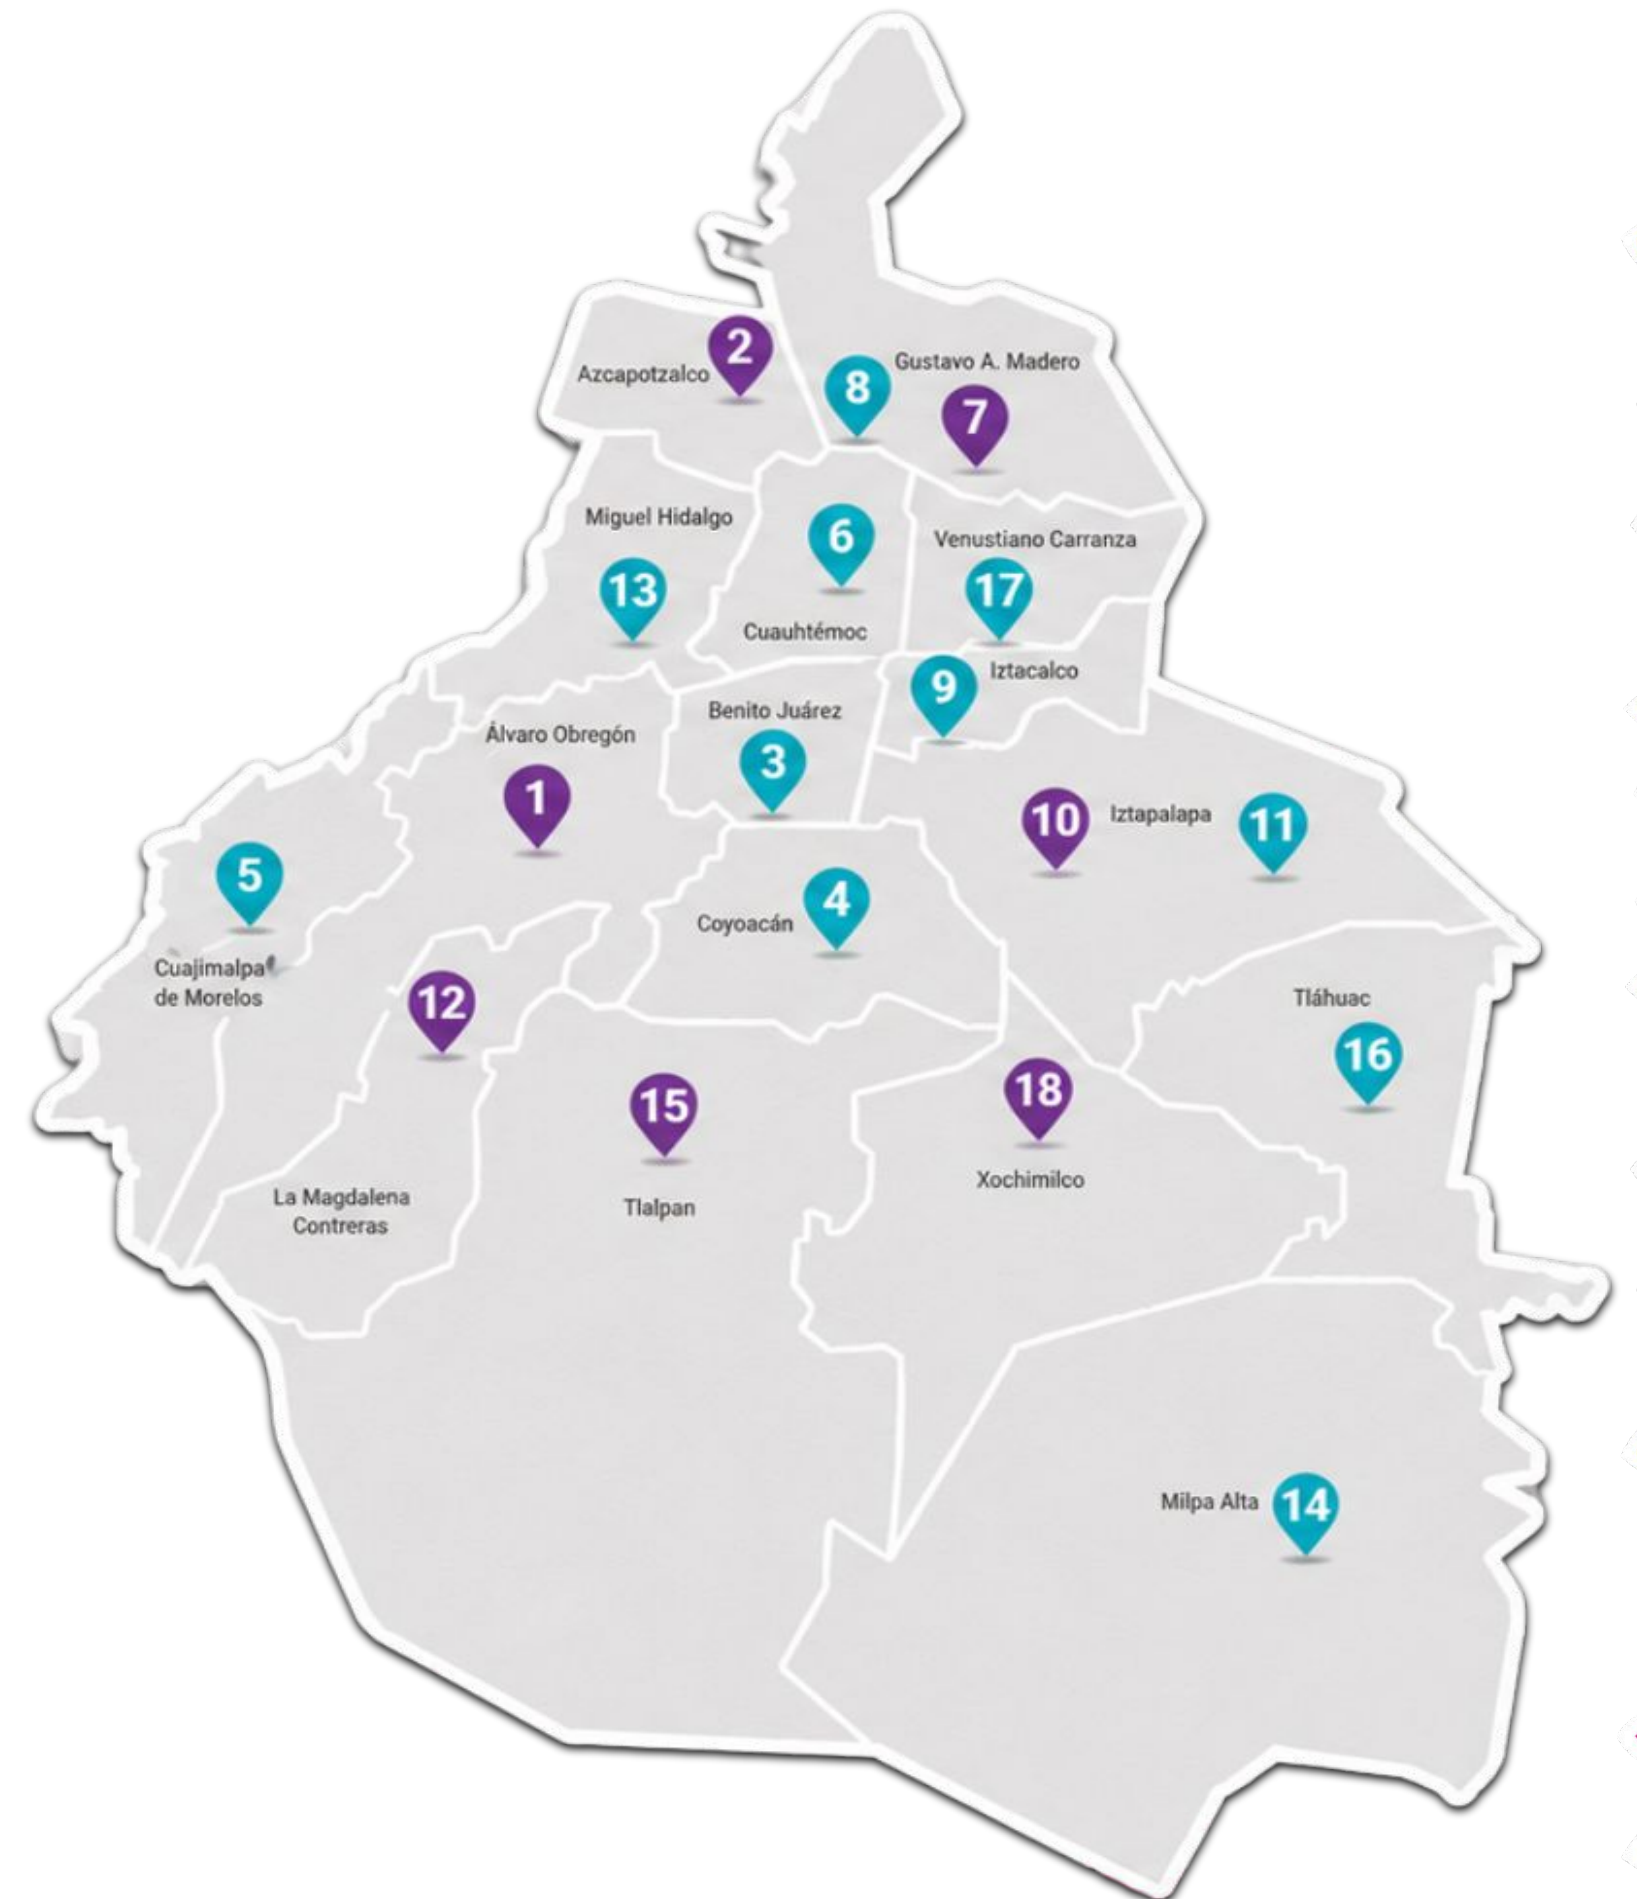 2
Azcapotzalco
Gustavo A. Madero
8
7
Miguel Hidalgo
6
Venustiano Carranza
13
17
Cuauhtémoc
9
Iztacalco
Benito Juárez
Álvaro Obregón
3
1
10
Iztapalapa
11
5
4
Coyoacán
Cuajimalpa
de Morelos
12
Tláhuac
16
15
18
Xochimilco
La Magdalena
Contreras
Tlalpan
Milpa Alta
14